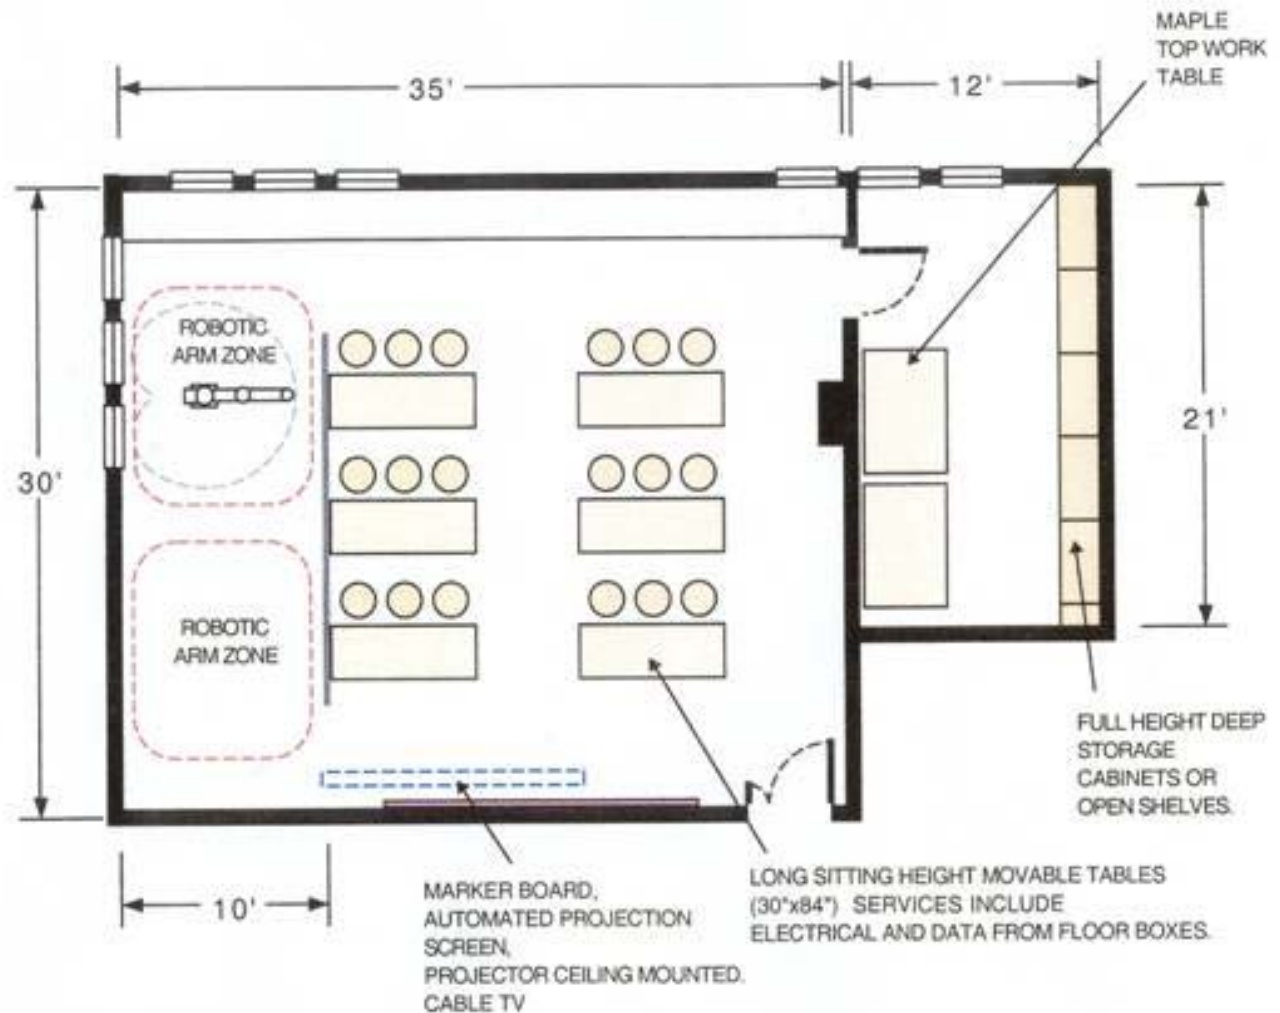 MAPLE
TOP WORK
TABLE
35'
12'
ROBOTIC
ARM ZONE
30'
21'
ROBOTIC
ARM ZONE
FULL HEIGHT DEEP
STORAGE
CABINETS OR
OPEN SHELVES.
10'
MARKER BOARD,
AUTOMATED PROJECTION
SCREEN,
PROJECTOR CEILING MOUNTED.
CABLE TV
LONG SITTING HEIGHT MOVABLE TABLES
(30"x84") SERVICES INCLUDE
ELECTRICAL AND DATA FROM FLOOR BOXES.